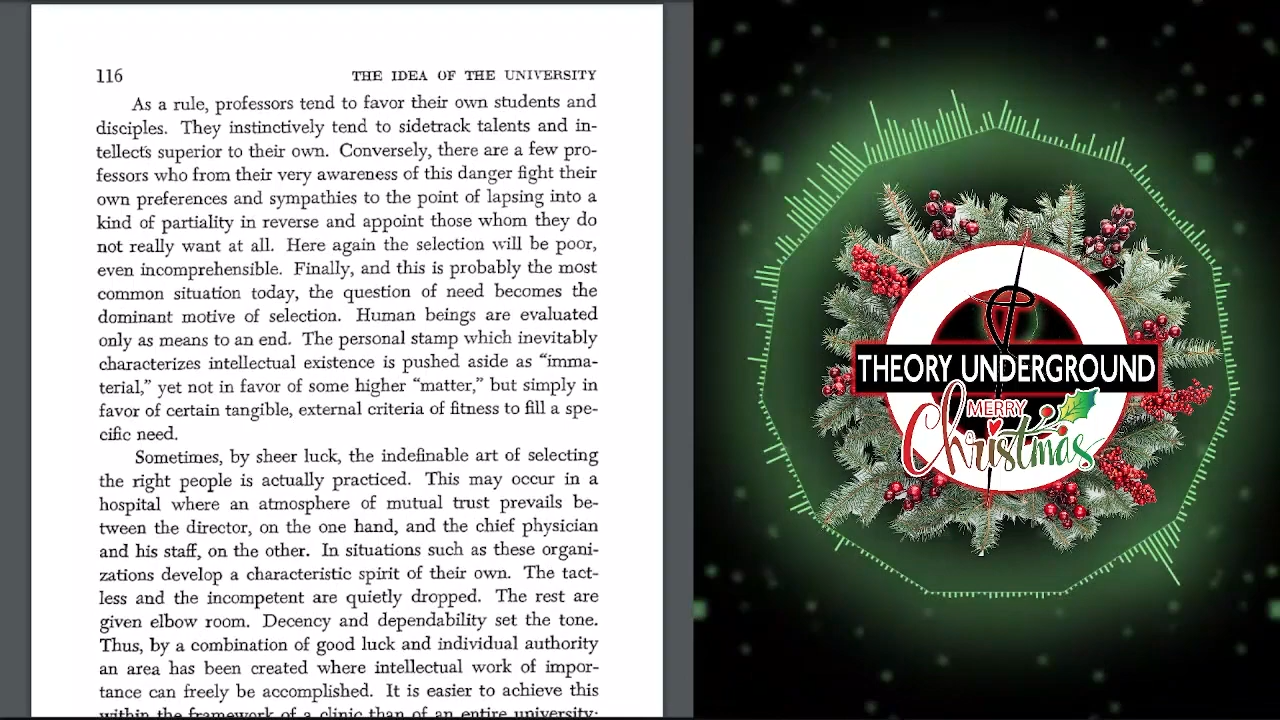 116 THE IDEA OF THE UNIVERSITY
As a rule, professors tend to favor their own students and
disciples. They instinctively tend to sidetrack talents and in-
tellects superior to their own. Conversely, there are a few pro-
fessors who from their very awareness of this danger fight their
own preferences and sympathies to the point of lapsing into a
kind of partiality in reverse and appoint those whom they do
not really want at all. Here again the selection will be poor,
even incomprehensible. Finally, and this is probably the most
common situation today, the question of need becomes the
dominant motive of selection. Human beings are evaluated
only as means to an end. The personal stamp which inevitably
characterizes intellectual existence is pushed aside as “imma-
terial,” yet not in favor of some higher “matter,” but simply in
favor of certain tangible, external criteria of fitness to fill a spe-
cific need.
Sometimes, by sheer luck, the indefinable art of selecting
the right people is actually practiced. This may occur in a
hospital where an atmosphere of mutual trust prevails be-
tween the director, on the one hand, and the chief physician
and his staff, on the other. In situations such as these organi-
zations develop a characteristic spirit of their own. The tact-
less and the incompetent are quietly dropped. The rest are
given elbow room. Decency and dependability set the tone.
Thus, by a combination of good luck and individual authority
an area has been created where intellectual work of impor-
tance can freely be accomplished. It is easier to achieve this
within the framework of a clinic than of an entire university;
THEORY UNDERGROUND
MERRY
Christmas